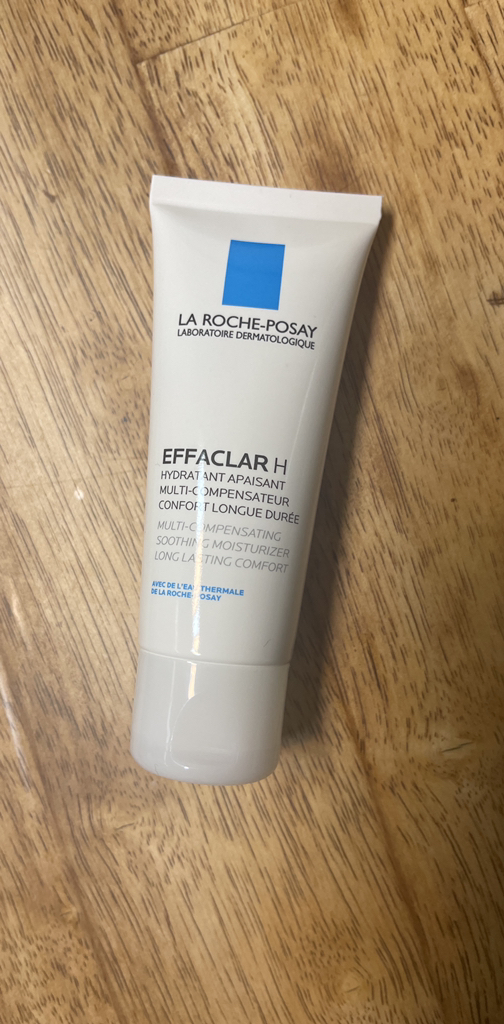 LA ROCHE-POSAY
LABORATOIRE DERMATOLOGIQUE
EFFACLAR H
HYDRATANT APAISANT
MULTI-COMPENSATEUR
CONFORT LONGUE DURÉE
MULTI-COMPENSATING
SOOTHING MOISTURIZER
LONG LASTING COMFORT
AVEC DE L'EAU THERMALE
DE LA ROCHE-POSAY